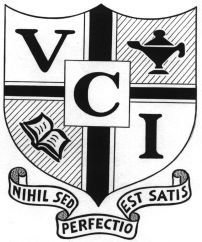 V
C
I
NIHIL SED
PERFECTIO
EST SATIS